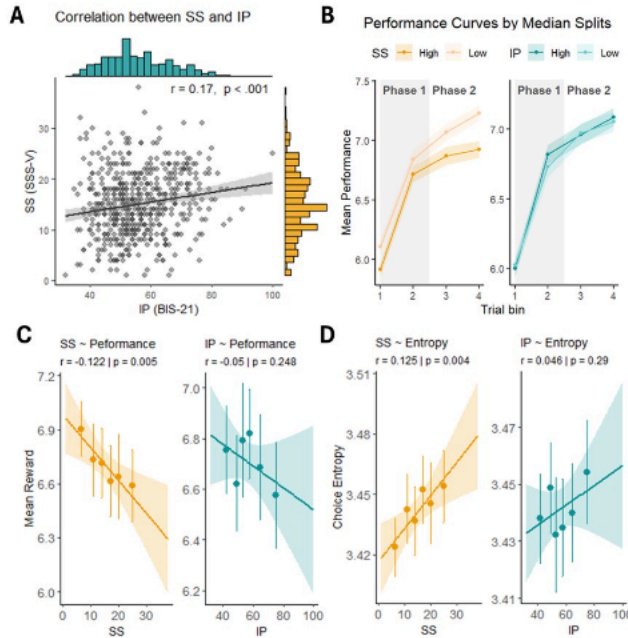 A
Correlation between SS and IP
r = 0.17, p < .001
SS (SSS-V)
40
30
20
10
0
40
60
80
100
IP (BIS-21)
B
Performance Curves by Median Splits
SS High Low IP High Low
Phase 1 Phase 2
Phase 1 Phase 2
Mean Performance
7.5
7.0
6.5
6.0
7.0
6.5
6.0
1 2 3 4
1 2 3 4
Trial bin
C
SS ~ Peformance
r = -0.122 | p = 0.005
Mean Reward
7.2
6.9
6.6
6.3
6.0
0 10 20 30
SS
IP ~ Peformance
r = -0.05 | p = 0.248
7.0
6.8
6.6
6.4
6.2
40 60 80 100
IP
D
SS ~ Entropy
r = 0.125 | p = 0.004
Choice Entropy
3.51
3.48
3.45
3.42
0 10 20 30
SS
IP ~ Entropy
r = 0.046 | p = 0.29
3.47
3.45
3.43
3.41
40 60 80 100
IP